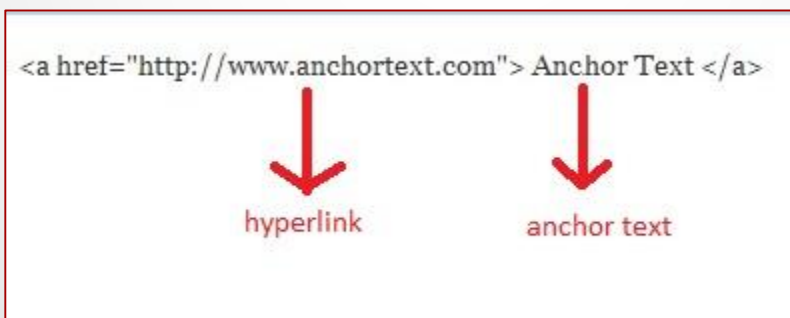 <a href="http://www.anchortext.com"> Anchor Text </a>
hyperlink
anchor text